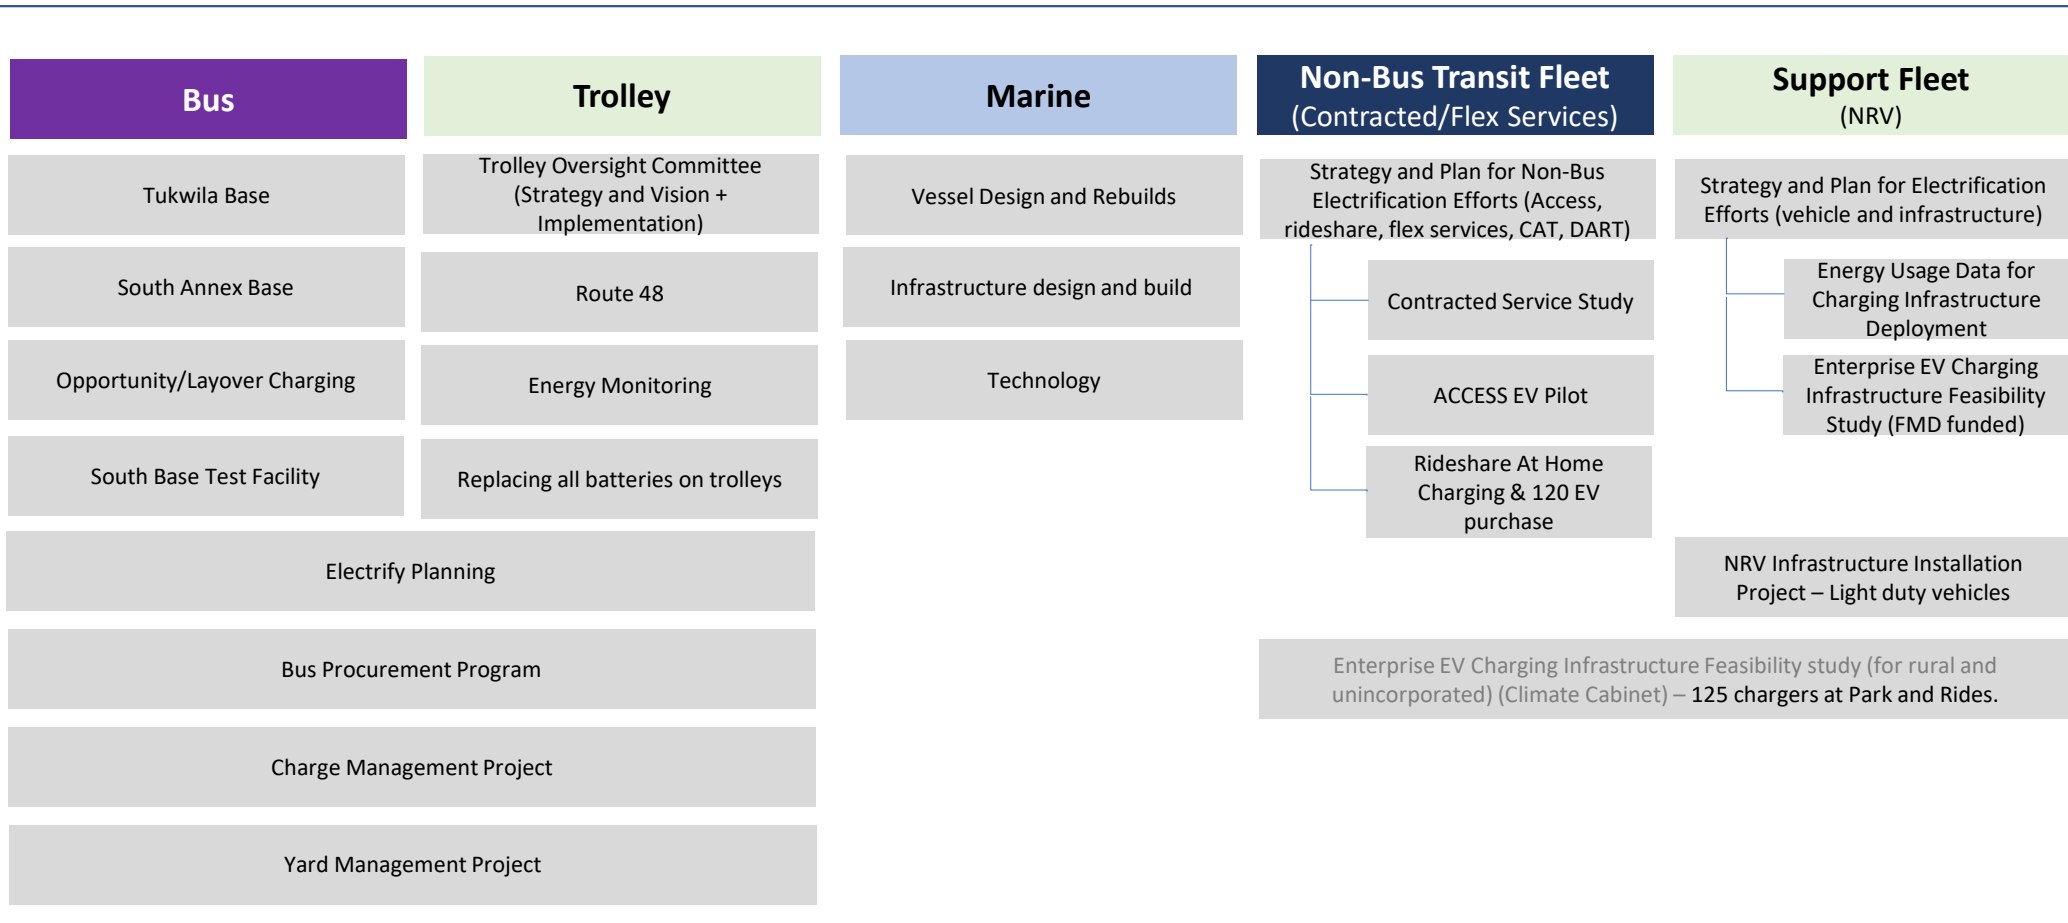 Bus
Tukwila Base
South Annex Base
Opportunity/Layover Charging
South Base Test Facility
Trolley
Trolley Oversight Committee
(Strategy and Vision +
Implementation)
Route 48
Energy Monitoring
Replacing all batteries on trolleys
Electrify Planning
Bus Procurement Program
Charge Management Project
Yard Management Project
Marine
Vessel Design and Rebuilds
Infrastructure design and build
Technology
Non-Bus Transit Fleet
(Contracted/Flex Services)
Strategy and Plan for Non-Bus
Electrification Efforts (Access,
rideshare, flex services, CAT, DART)
Contracted Service Study
ACCESS EV Pilot
Rideshare At Home
Charging & 120 EV
purchase
Support Fleet
(NRV)
Strategy and Plan for Electrification
Efforts (vehicle and infrastructure)
Energy Usage Data for
Charging Infrastructure
Deployment
Enterprise EV Charging
Infrastructure Feasibility
Study (FMD funded)
NRV Infrastructure Installation
Project – Light duty vehicles
Enterprise EV Charging Infrastructure Feasibility study (for rural and
unincorporated) (Climate Cabinet) – 125 chargers at Park and Rides.